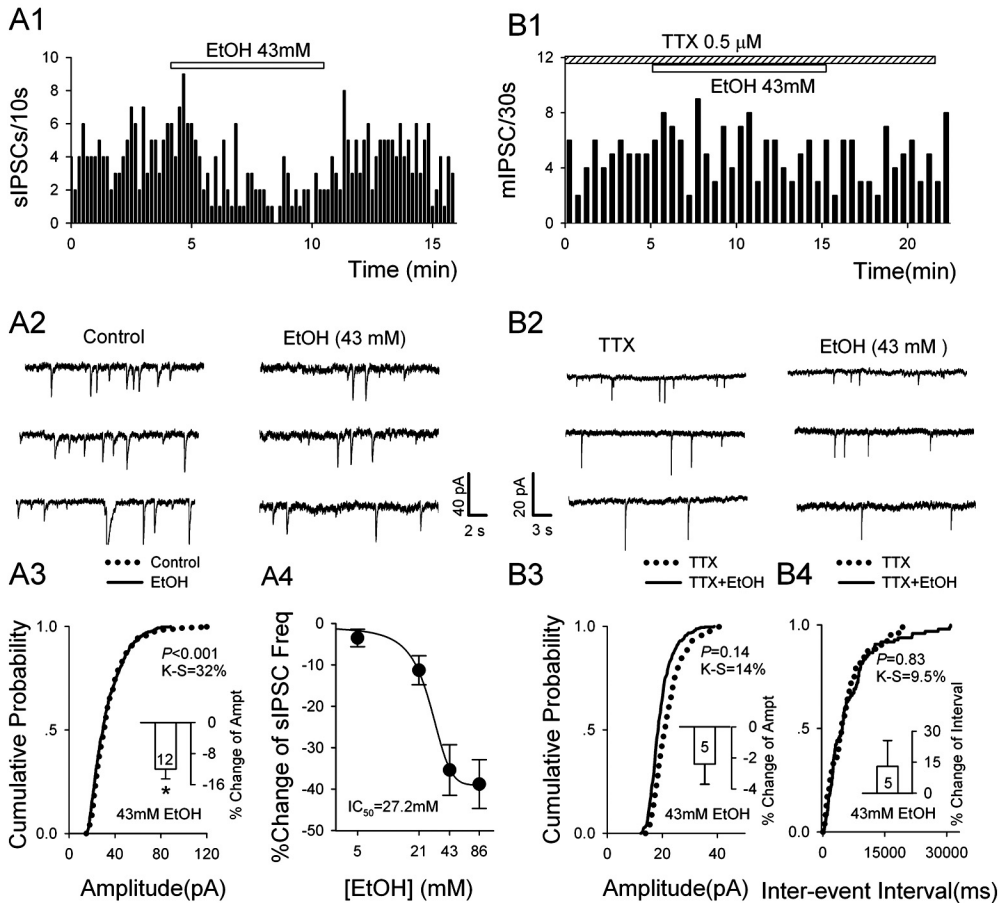 A1
EtOH 43mM
10
8
6
4
2
0
sIPSCs/10s
0 5 10 15
Time (min)
B1
TTX 0.5 μM
EtOH 43mM
12
8
4
0
mIPSC/30s
0 5 10 15 20
Time(min)
A2
Control
EtOH (43 mM)
40 pA
2 s
B2
TTX
EtOH (43 mM )
20 pA
3 s
A3
Control
EtOH
Cumulative Probability
1.0
.5
0.0
P<0.001
K-S=32%
0
-8
-16
% Change of Ampt
12
*
43mM EtOH
0 40 80 120
Amplitude(pA)
A4
%Change of sIPSC Freq
0
-10
-20
-30
-40
-50
IC50=27.2mM
5 21 43 86
[EtOH] (mM)
B3
TTX
TTX+EtOH
Cumulative Probability
1.0
.5
0.0
P=0.14
K-S=14%
0
-2
-4
% Change of Ampt
5
43mM EtOH
0 20 40
Amplitude(pA)
B4
TTX
TTX+EtOH
1.0
.5
0.0
P=0.83
K-S=9.5%
30
15
0
% Change of Interval
5
43mM EtOH
0 15000 30000
Inter-event Interval(ms)